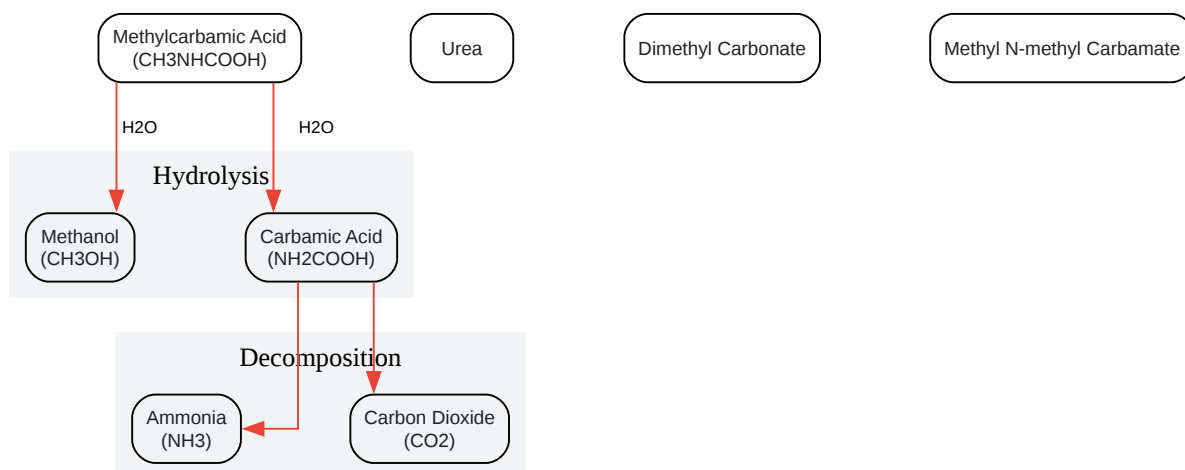 Methylcarbamic Acid
(CH3NHCOOH)
Urea
Dimethyl Carbonate
Methyl N-methyl Carbamate
H2O
H2O
Hydrolysis
Methanol
(CH3OH)
Carbamic Acid
(NH2COOH)
Decomposition
Ammonia
(NH3)
Carbon Dioxide
(CO2)